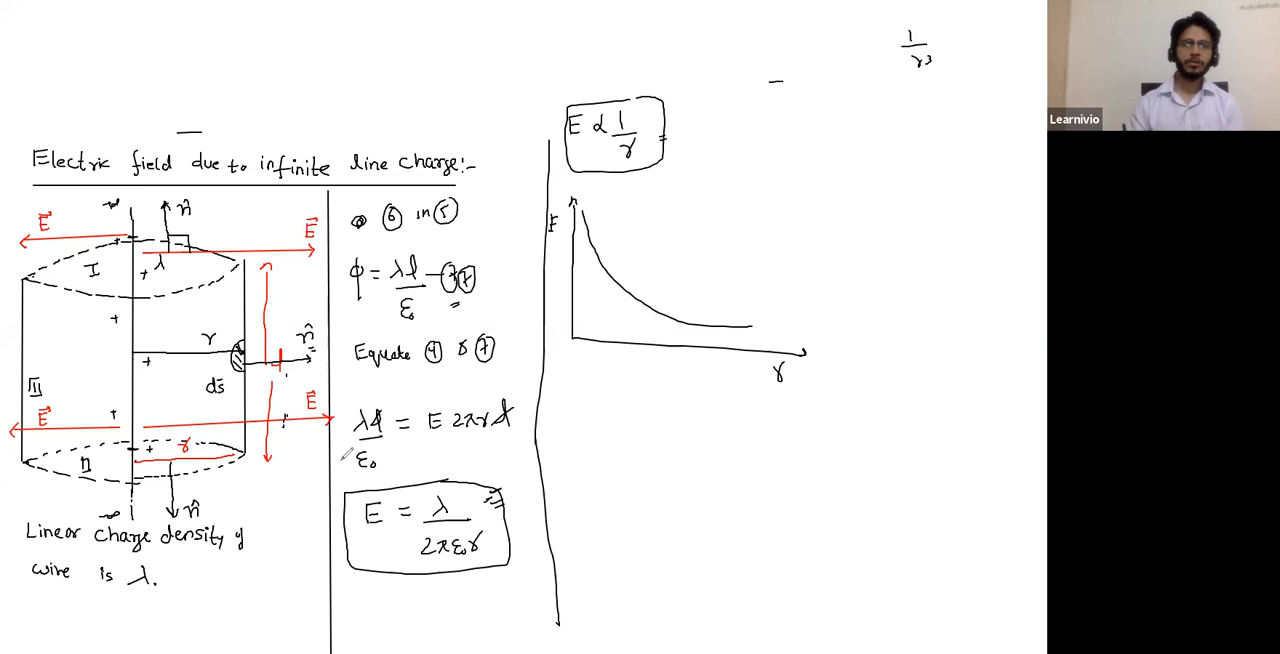 Electric field due to infinite line charge:-
∞
n̂
E⃗
E⃗
I
λ
+
+
r
n̂
+
ds⃗
III
E⃗
E⃗
+
+
r
II
∞
n̂
Linear charge density of
wire is λ.
⑥ in ⑤
ϕ = λl/ε₀ — ⑦
Equate ④ & ⑦
λl/ε₀ = E 2πrl
E = λ/2πε₀r
E ∝ 1/r
E
r
1/r³
Learnivio